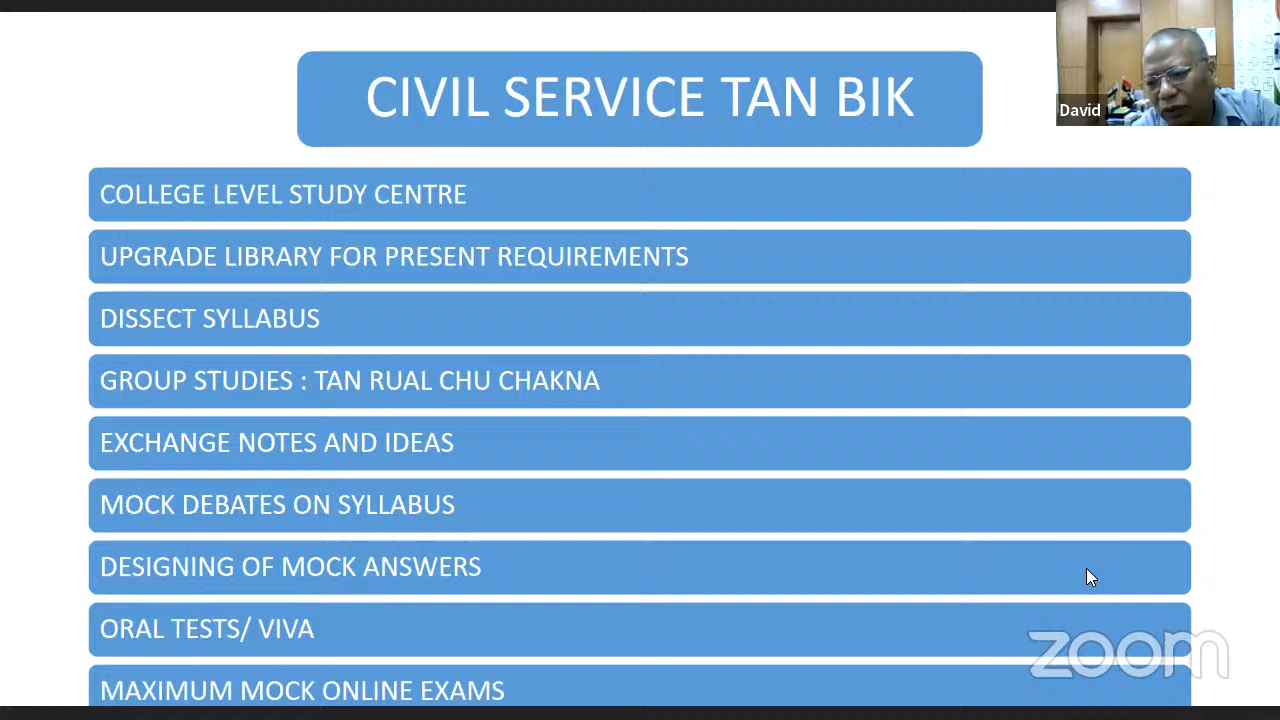 CIVIL SERVICE TAN BIK
David
COLLEGE LEVEL STUDY CENTRE
UPGRADE LIBRARY FOR PRESENT REQUIREMENTS
DISSECT SYLLABUS
GROUP STUDIES : TAN RUAL CHU CHAKNA
EXCHANGE NOTES AND IDEAS
MOCK DEBATES ON SYLLABUS
DESIGNING OF MOCK ANSWERS
ORAL TESTS/ VIVA
zoom
MAXIMUM MOCK ONLINE EXAMS